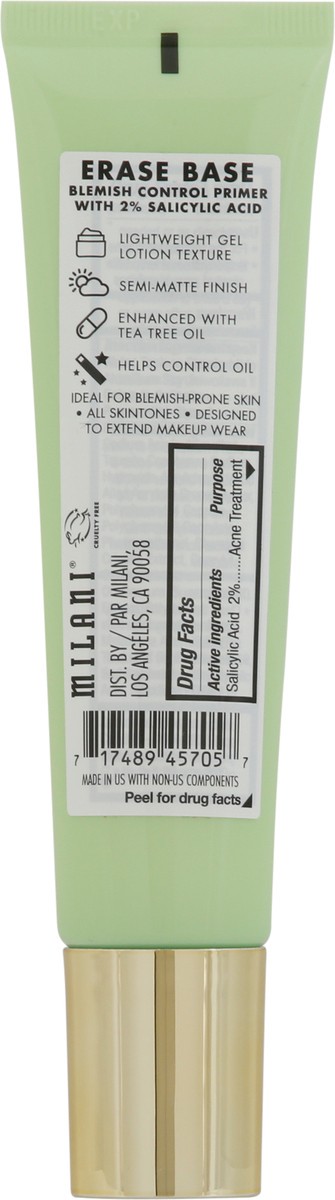 EXP
ERASE BASE
BLEMISH CONTROL PRIMER
WITH 2% SALICYLIC ACID
LIGHTWEIGHT GEL
LOTION TEXTURE
SEMI-MATTE FINISH
ENHANCED WITH
TEA TREE OIL
HELPS CONTROL OIL
IDEAL FOR BLEMISH-PRONE SKIN
• ALL SKINTONES • DESIGNED
TO EXTEND MAKEUP WEAR
CRUELTY FREE
MILANI®
DIST. BY / PAR MILANI,
LOS ANGELES, CA 90058
Drug Facts
Active ingredients Purpose
Salicylic Acid 2%.......Acne Treatment
7 17489 45705 7
MADE IN US WITH NON-US COMPONENTS
Peel for drug facts